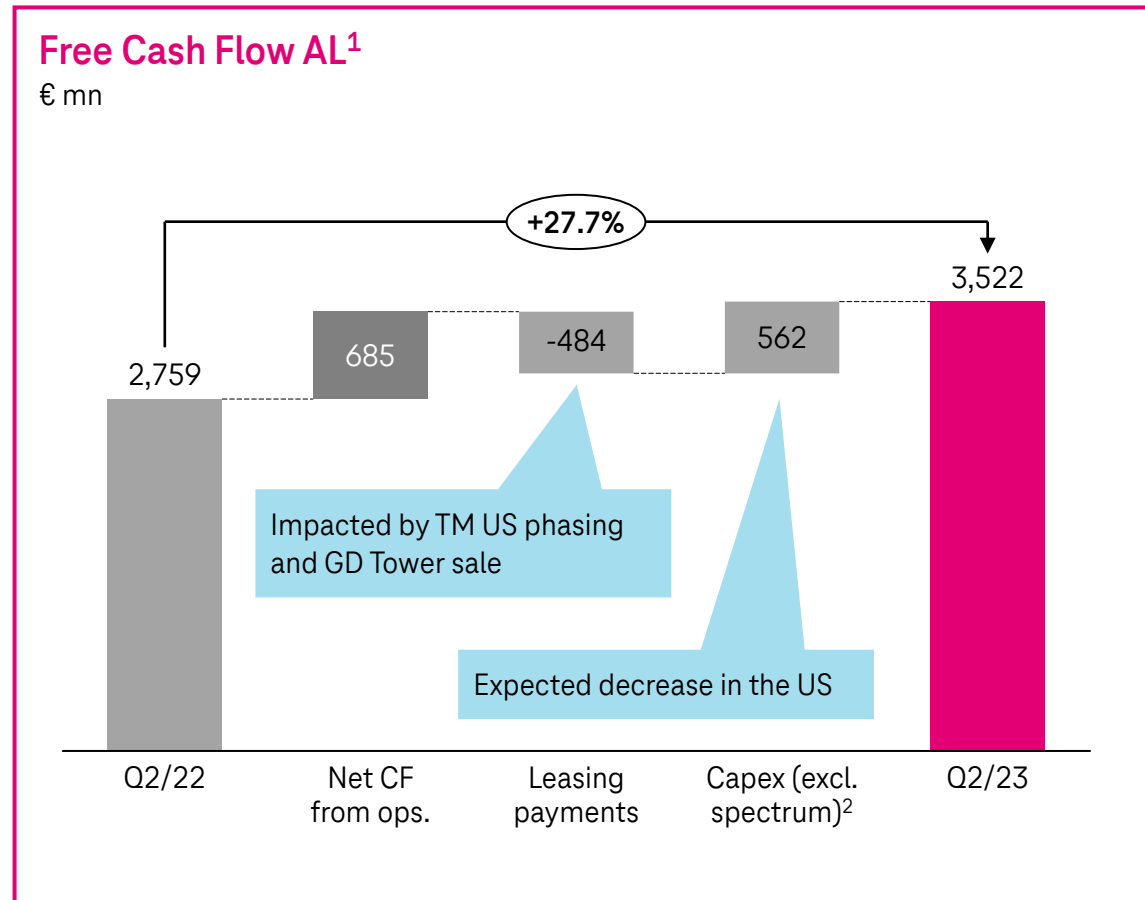 Free Cash Flow AL1
€ mn
+27.7%
3,522
2,759
685
-484
562
Impacted by TM US phasing
and GD Tower sale
Expected decrease in the US
Q2/22
Net CF
from ops.
Leasing
payments
Capex (excl.
spectrum)2
Q2/23